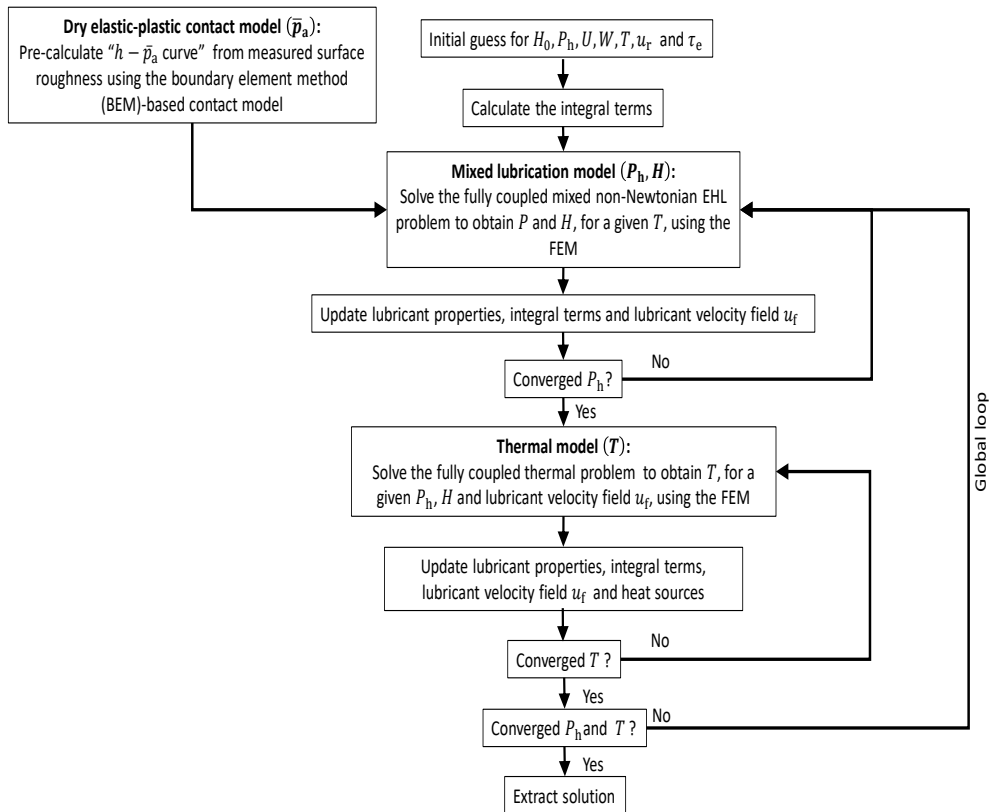 Dry elastic-plastic contact model (p̄ₐ):
Pre-calculate “h − p̄ₐ curve” from measured surface
roughness using the boundary element method
(BEM)-based contact model
Initial guess for H₀, Pₕ, U, W, T, uᵣ and τₑ
Calculate the integral terms
Mixed lubrication model (Pₕ, H):
Solve the fully coupled mixed non-Newtonian EHL
problem to obtain P and H, for a given T, using the
FEM
Update lubricant properties, integral terms and lubricant velocity field u_f
Converged Pₕ?
No
Yes
Thermal model (T):
Solve the fully coupled thermal problem to obtain T, for a
given Pₕ, H and lubricant velocity field u_f, using the FEM
Update lubricant properties, integral terms,
lubricant velocity field u_f and heat sources
Converged T ?
No
Yes
Converged Pₕ and T ?
No
Yes
Extract solution
Global loop